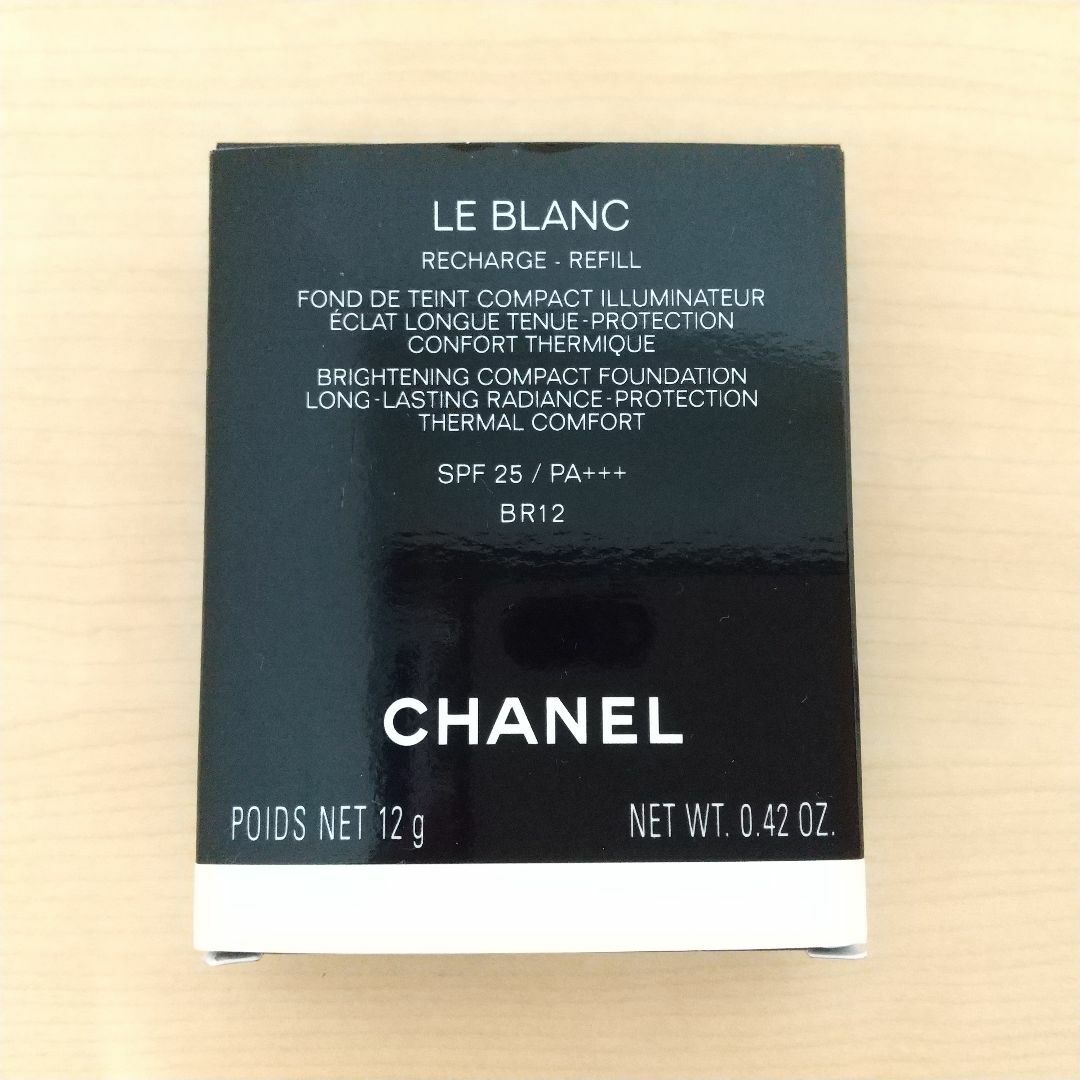 LE BLANC
RECHARGE - REFILL
FOND DE TEINT COMPACT ILLUMINATEUR
ÉCLAT LONGUE TENUE-PROTECTION
CONFORT THERMIQUE
BRIGHTENING COMPACT FOUNDATION
LONG-LASTING RADIANCE-PROTECTION
THERMAL COMFORT
SPF 25 / PA+++
BR12
CHANEL
POIDS NET 12 g NET WT. 0.42 OZ.